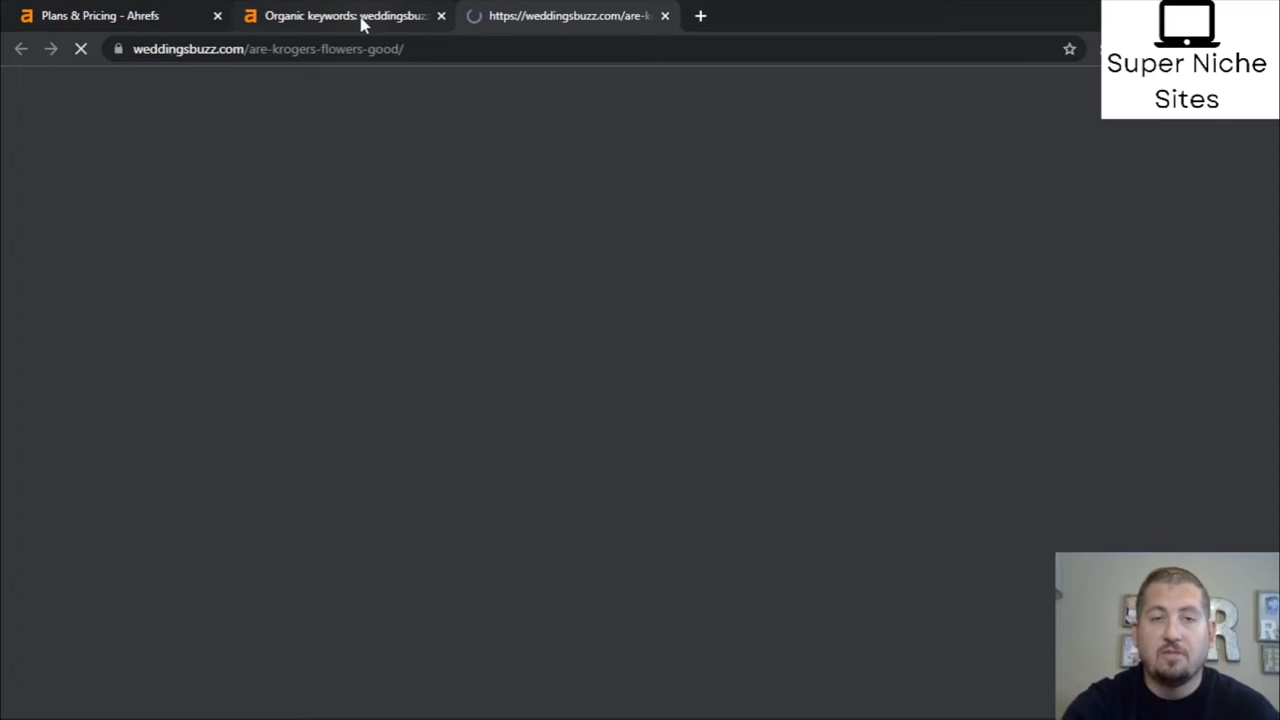 Plans & Pricing - Ahrefs
Organic keywords: weddingsbuz
https://weddingsbuzz.com/are-k
weddingsbuzz.com/are-krogers-flowers-good/
Super Niche
Sites
R